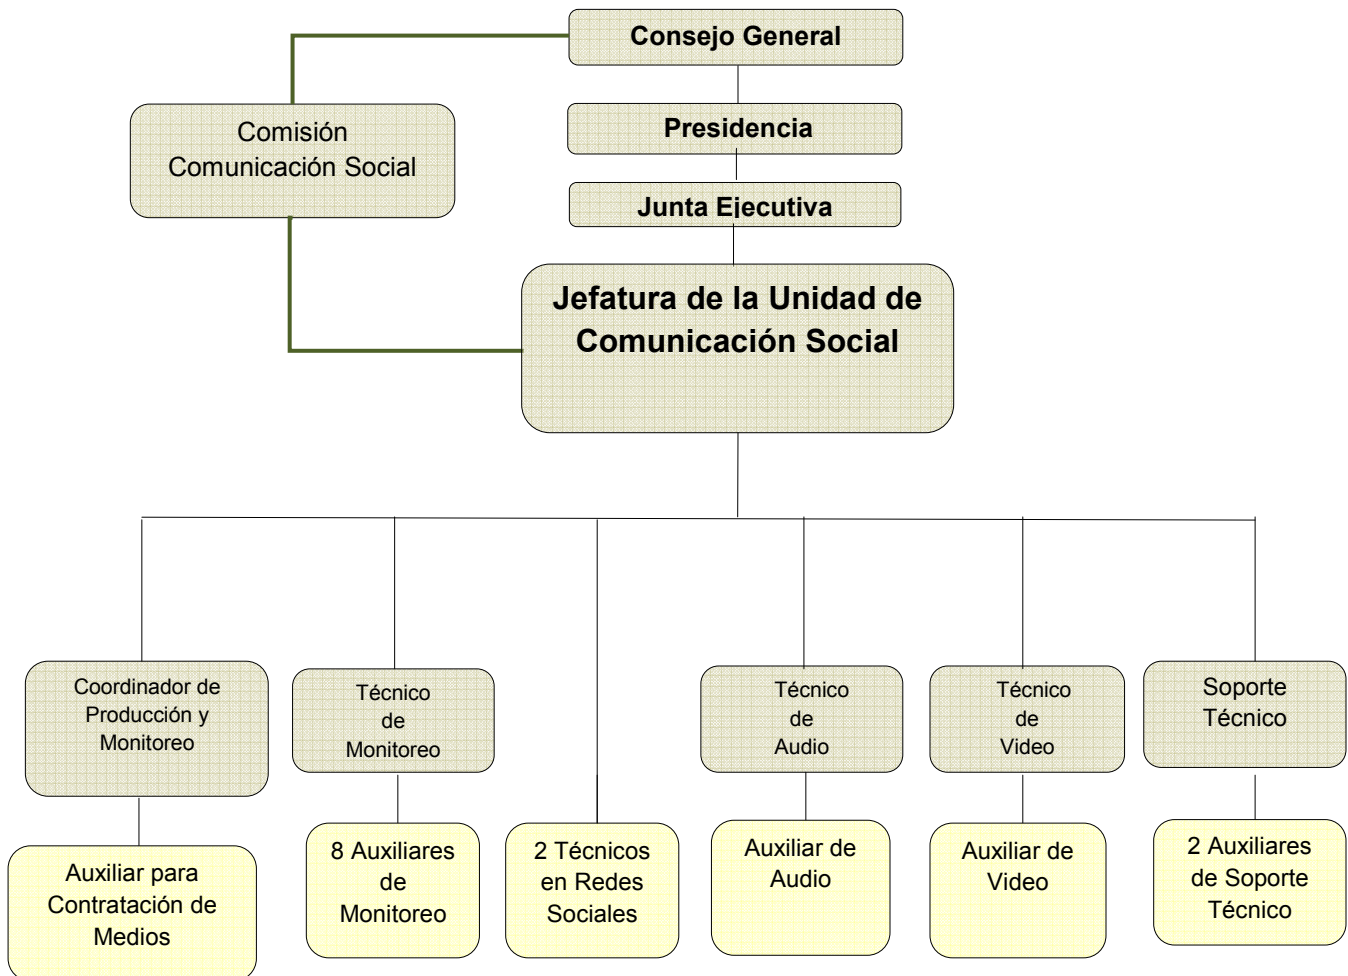 Consejo General
Comisión
Comunicación Social
Presidencia
Junta Ejecutiva
Jefatura de la Unidad de
Comunicación Social
Coordinador de
Producción y
Monitoreo
Técnico
de
Monitoreo
Técnico
de
Audio
Técnico
de
Video
Soporte
Técnico
Auxiliar para
Contratación de
Medios
8 Auxiliares
de
Monitoreo
2 Técnicos
en Redes
Sociales
Auxiliar de
Audio
Auxiliar de
Video
2 Auxiliares
de Soporte
Técnico